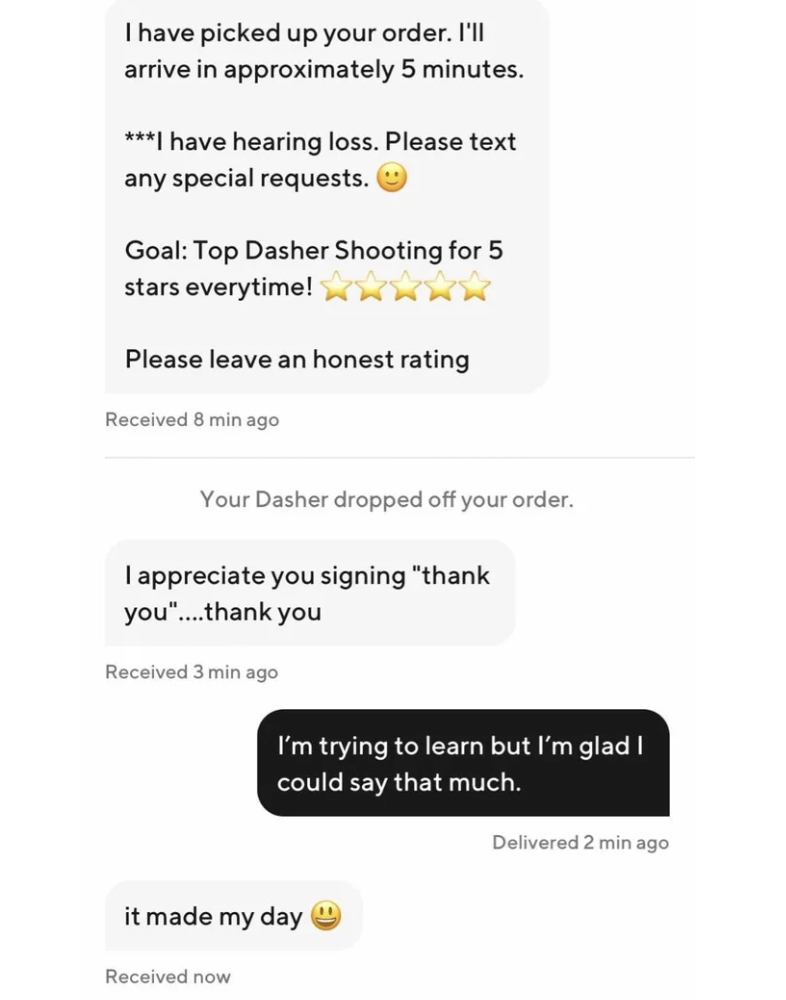 I have picked up your order. I'll
arrive in approximately 5 minutes.
***I have hearing loss. Please text
any special requests. 🙂
Goal: Top Dasher Shooting for 5
stars everytime! ⭐⭐⭐⭐⭐
Please leave an honest rating
Received 8 min ago
Your Dasher dropped off your order.
I appreciate you signing "thank
you"....thank you
Received 3 min ago
I’m trying to learn but I’m glad I
could say that much.
Delivered 2 min ago
it made my day 😃
Received now